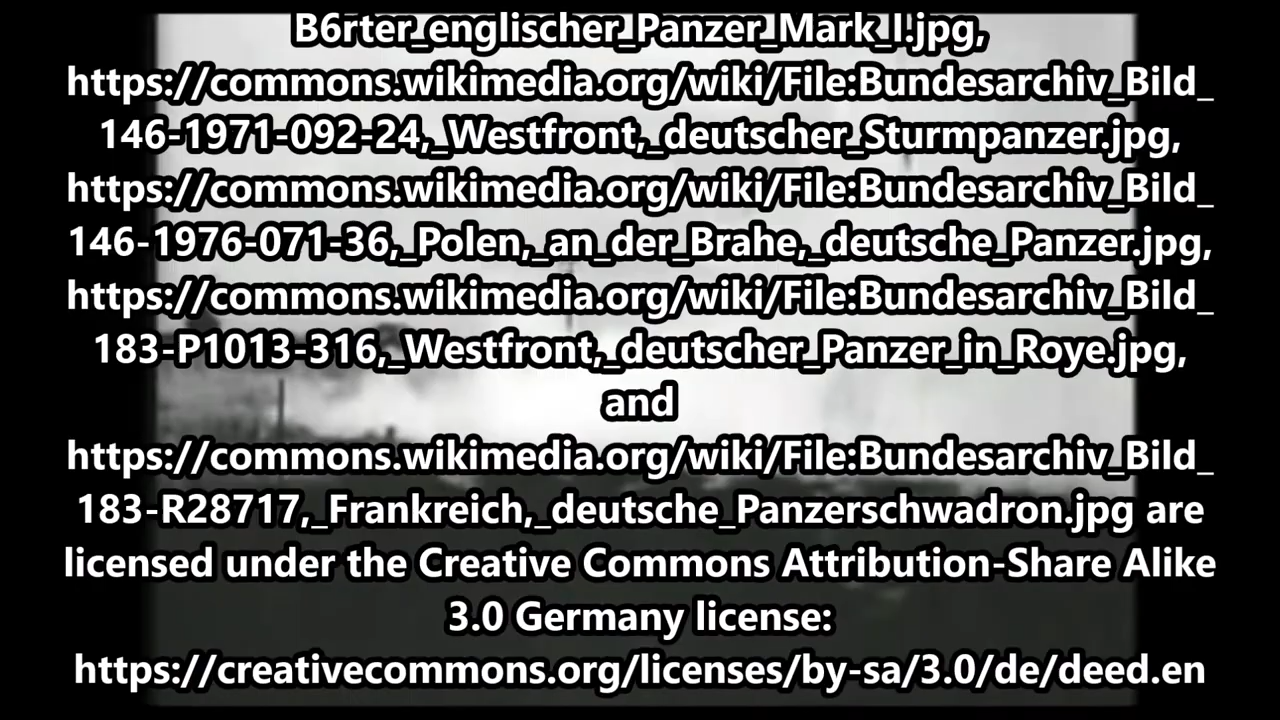 B6rter_englischer_Panzer_Mark_I.jpg,
https://commons.wikimedia.org/wiki/File:Bundesarchiv_Bild_
146-1971-092-24,_Westfront,_deutscher_Sturmpanzer.jpg,
https://commons.wikimedia.org/wiki/File:Bundesarchiv_Bild_
146-1976-071-36,_Polen,_an_der_Brahe,_deutsche_Panzer.jpg,
https://commons.wikimedia.org/wiki/File:Bundesarchiv_Bild_
183-P1013-316,_Westfront,_deutscher_Panzer_in_Roye.jpg,
and
https://commons.wikimedia.org/wiki/File:Bundesarchiv_Bild_
183-R28717,_Frankreich,_deutsche_Panzerschwadron.jpg are
licensed under the Creative Commons Attribution-Share Alike
3.0 Germany license:
https://creativecommons.org/licenses/by-sa/3.0/de/deed.en